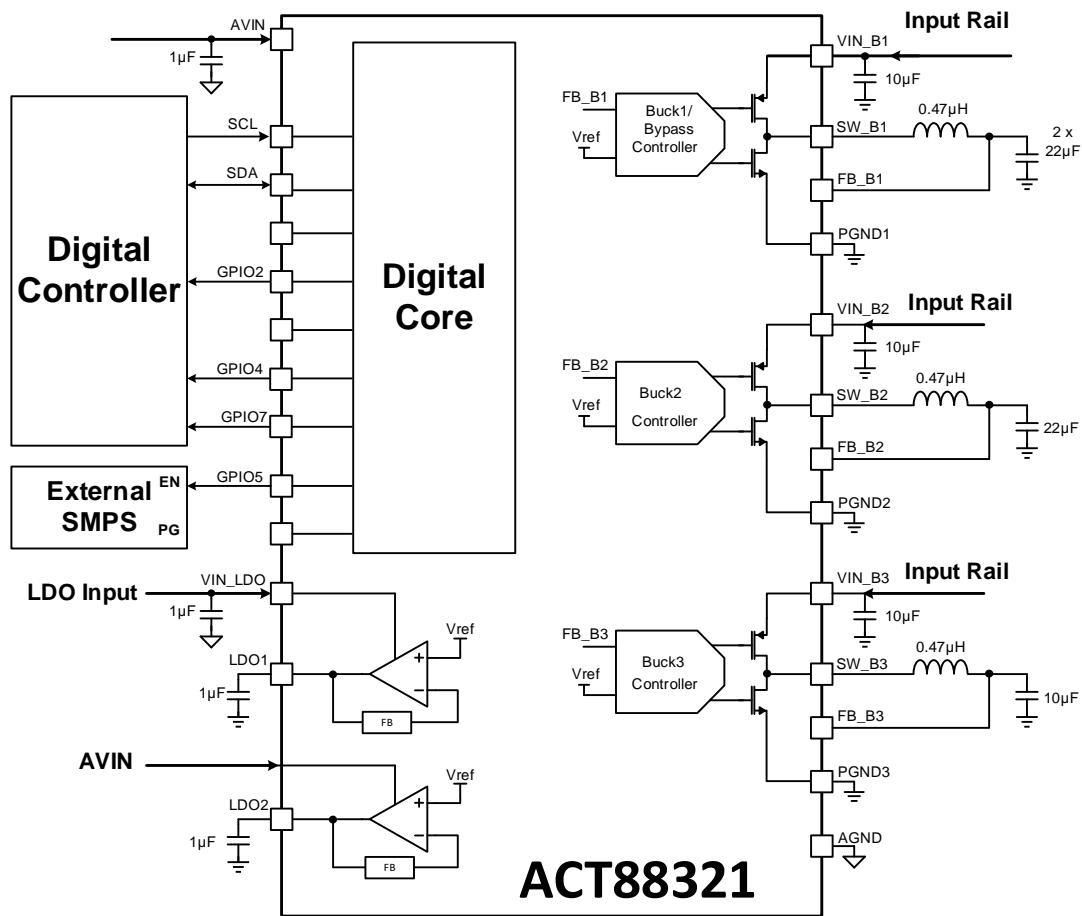 AVIN
1µF
SCL
SDA
GPIO2
GPIO4
GPIO7
GPIO5
Digital
Controller
External
SMPS
EN
PG
Digital
Core
LDO Input
VIN_LDO
1µF
LDO1
1µF
Vref
FB
AVIN
LDO2
1µF
Vref
FB
Input Rail
VIN_B1
10µF
FB_B1
Vref
Buck1/
Bypass
Controller
SW_B1
0.47µH
2 x
22µF
FB_B1
PGND1
Input Rail
VIN_B2
10µF
FB_B2
Vref
Buck2
Controller
SW_B2
0.47µH
22µF
FB_B2
PGND2
Input Rail
VIN_B3
10µF
FB_B3
Vref
Buck3
Controller
SW_B3
0.47µH
10µF
FB_B3
PGND3
AGND
ACT88321